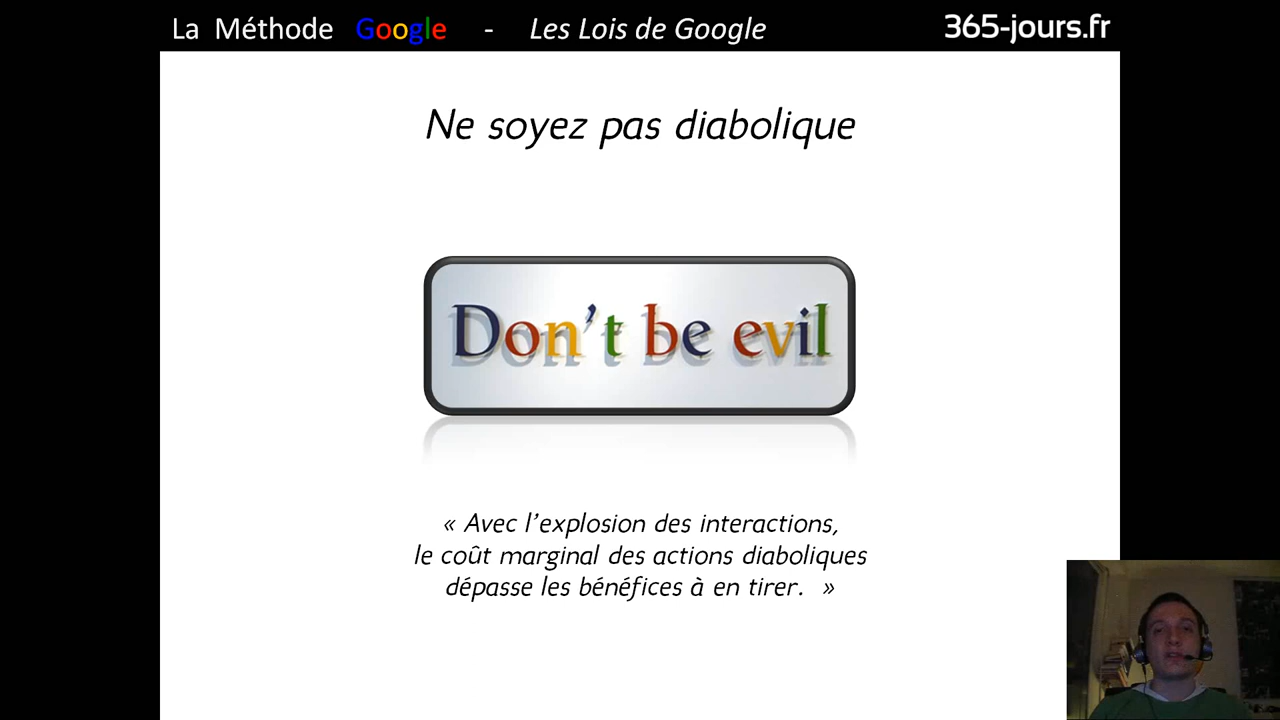 La Méthode Google - Les Lois de Google 365-jours.fr
Ne soyez pas diabolique
Don't be evil
« Avec l'explosion des interactions,
le coût marginal des actions diaboliques
dépasse les bénéfices à en tirer. »